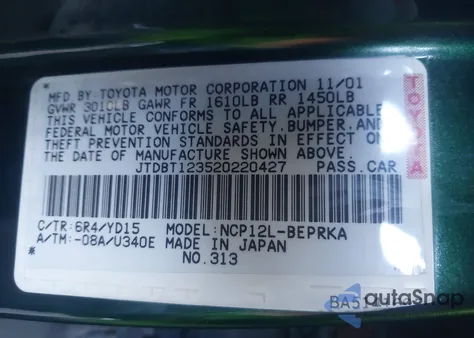 MFD BY TOYOTA MOTOR CORPORATION 11/01
GVWR 3010LB GAWR FR 1610LB RR 1450LB
THIS VEHICLE CONFORMS TO ALL APPLICABLE
FEDERAL MOTOR VEHICLE SAFETY, BUMPER, AND
THEFT PREVENTION STANDARDS IN EFFECT ON
THE DATE OF MANUFACTURE SHOWN ABOVE.
JTDBT123520220427 PASS.CAR
TOYOTA
C/TR: 6R4/YD15 MODEL: NCP12L-BEPRKA
A/TM: -08A/U340E MADE IN JAPAN
* NO.313 *
autoSnap